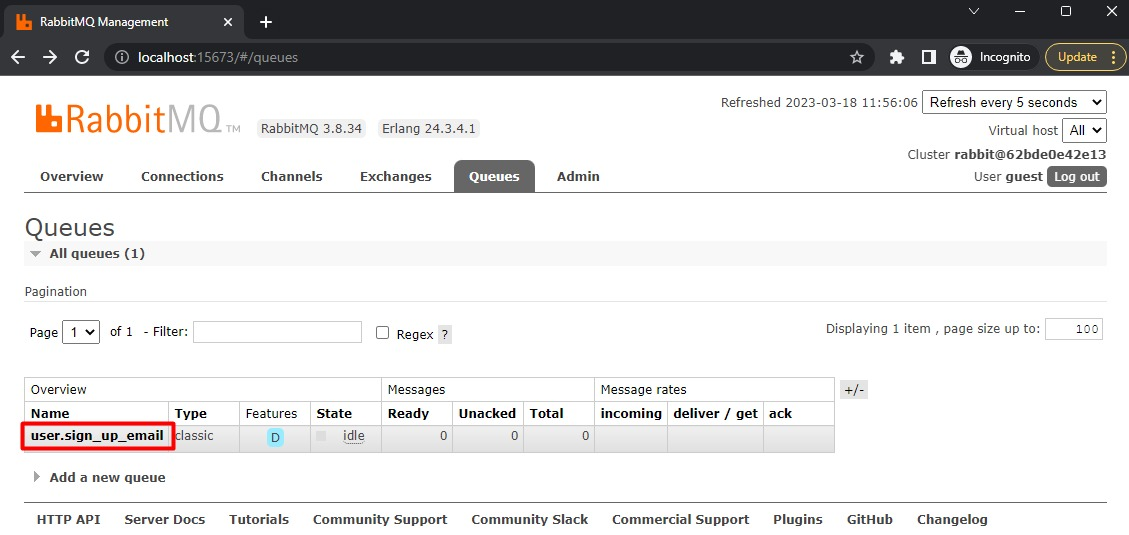 RabbitMQ Management
localhost:15673/#/queues
Incognito
Update
RabbitMQ TM
RabbitMQ 3.8.34 Erlang 24.3.4.1
Refreshed 2023-03-18 11:56:06 Refresh every 5 seconds
Virtual host All
Cluster rabbit@62bde0e42e13
User guest Log out
Overview Connections Channels Exchanges Queues Admin
Queues
All queues (1)
Pagination
Page 1 of 1 - Filter: Regex ? Displaying 1 item , page size up to: 100
Overview Messages Message rates +/-
Name Type Features State Ready Unacked Total incoming deliver / get ack
user.sign_up_email classic D idle 0 0 0
Add a new queue
HTTP API Server Docs Tutorials Community Support Community Slack Commercial Support Plugins GitHub Changelog